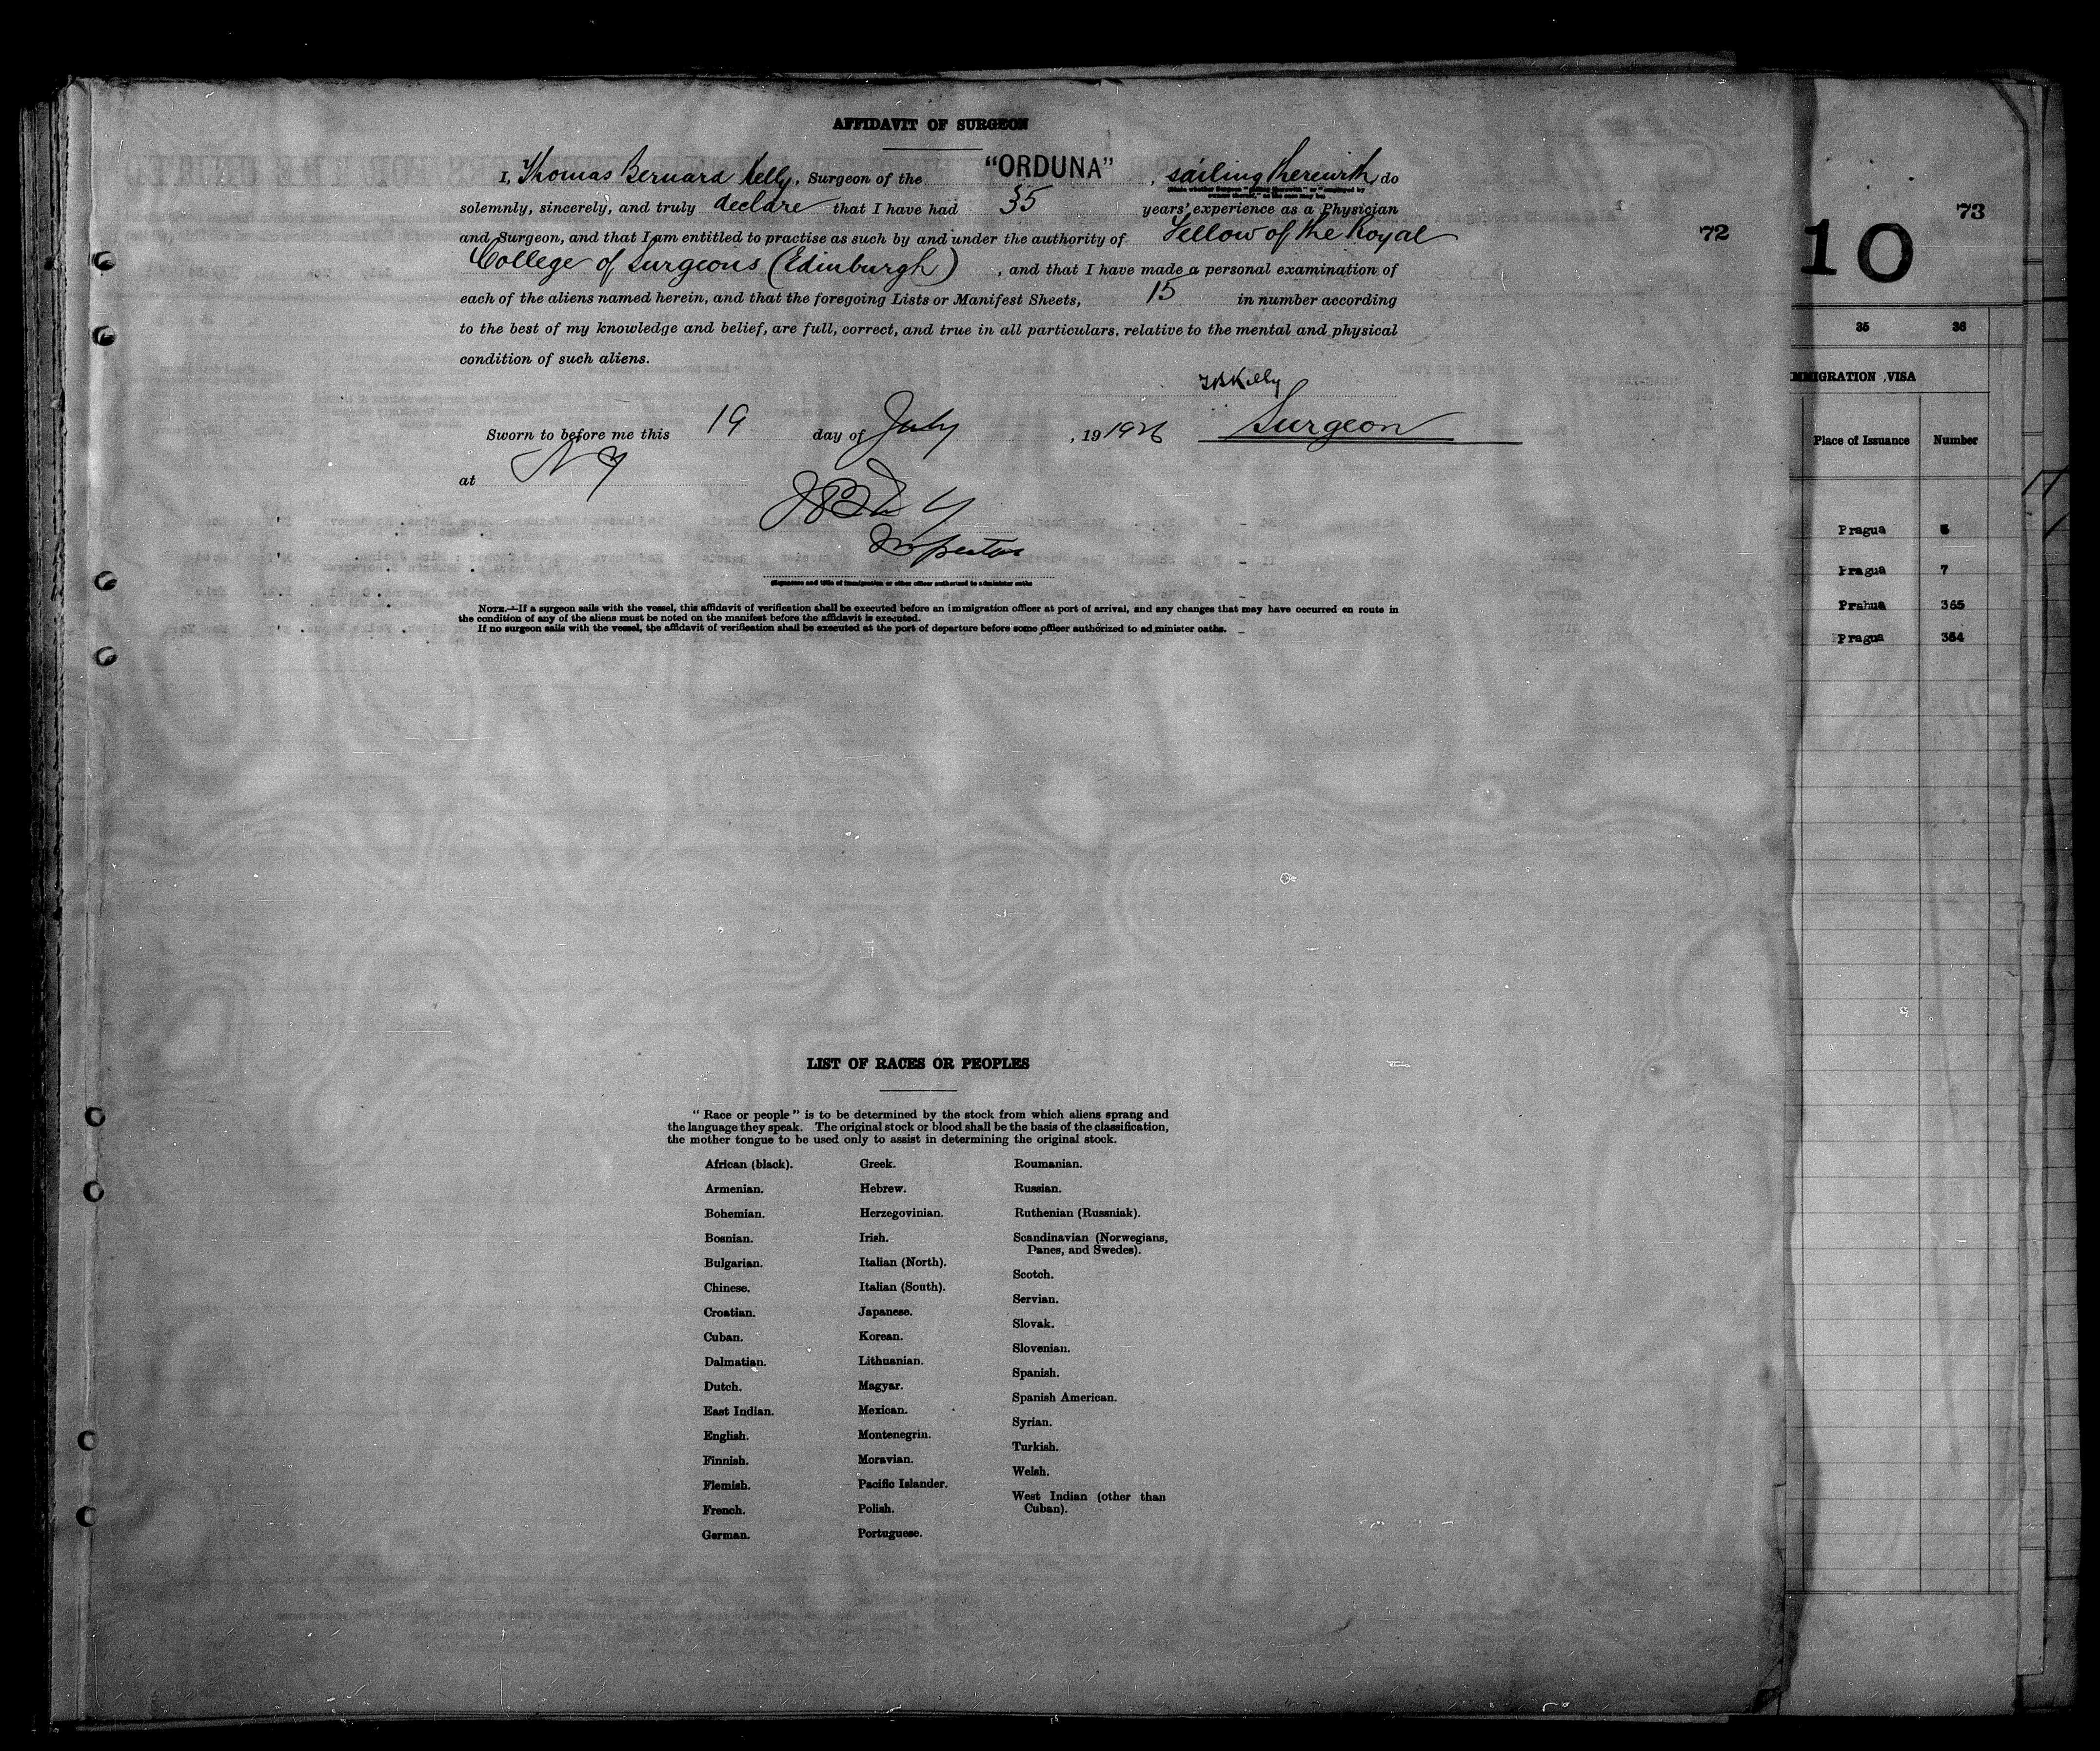 AFFIDAVIT OF SURGEON
I, Thomas Bernard Kelly, Surgeon of the "ORDUNA", sailing therewith, do
solemnly, sincerely, and truly declare that I have had 35 years' experience as a Physician
and Surgeon, and that I am entitled to practise as such by and under the authority of Fellow of the Royal
College of Surgeons (Edinburgh), and that I have made a personal examination of
each of the aliens named herein, and that the foregoing Lists or Manifest Sheets, 15 in number according
to the best of my knowledge and belief, are full, correct, and true in all particulars, relative to the mental and physical
condition of such aliens.
TBKelly
Surgeon
Sworn to before me this 19 day of July, 19 1926
at N Y
Inspector
(Signature and title of immigration or other officer authorized to administer oaths
NOTE.—If a surgeon sails with the vessel, this affidavit of verification shall be executed before an immigration officer at port of arrival, and any changes that may have occurred en route in
the condition of any of the aliens must be noted on the manifest before the affidavit is executed.
If no surgeon sails with the vessel, the affidavit of verification shall be executed at the port of departure before some officer authorized to administer oaths.
LIST OF RACES OR PEOPLES
"Race or people" is to be determined by the stock from which aliens sprang and
the language they speak. The original stock or blood shall be the basis of the classification,
the mother tongue to be used only to assist in determining the original stock.
African (black).
Armenian.
Bohemian.
Bosnian.
Bulgarian.
Chinese.
Croatian.
Cuban.
Dalmatian.
Dutch.
East Indian.
English.
Finnish.
Flemish.
French.
German.
Greek.
Hebrew.
Herzegovinian.
Irish.
Italian (North).
Italian (South).
Japanese.
Korean.
Lithuanian.
Magyar.
Mexican.
Montenegrin.
Moravian.
Pacific Islander.
Polish.
Portuguese.
Roumanian.
Russian.
Ruthenian (Russniak).
Scandinavian (Norwegians,
Danes, and Swedes).
Scotch.
Servian.
Slovak.
Slovenian.
Spanish.
Spanish American.
Syrian.
Turkish.
Welsh.
West Indian (other than
Cuban).
72
73
10
35 36
MMIGRATION VISA
Place of Issuance Number
Pragua
Pragua 7
Prahua 365
Pragua 364